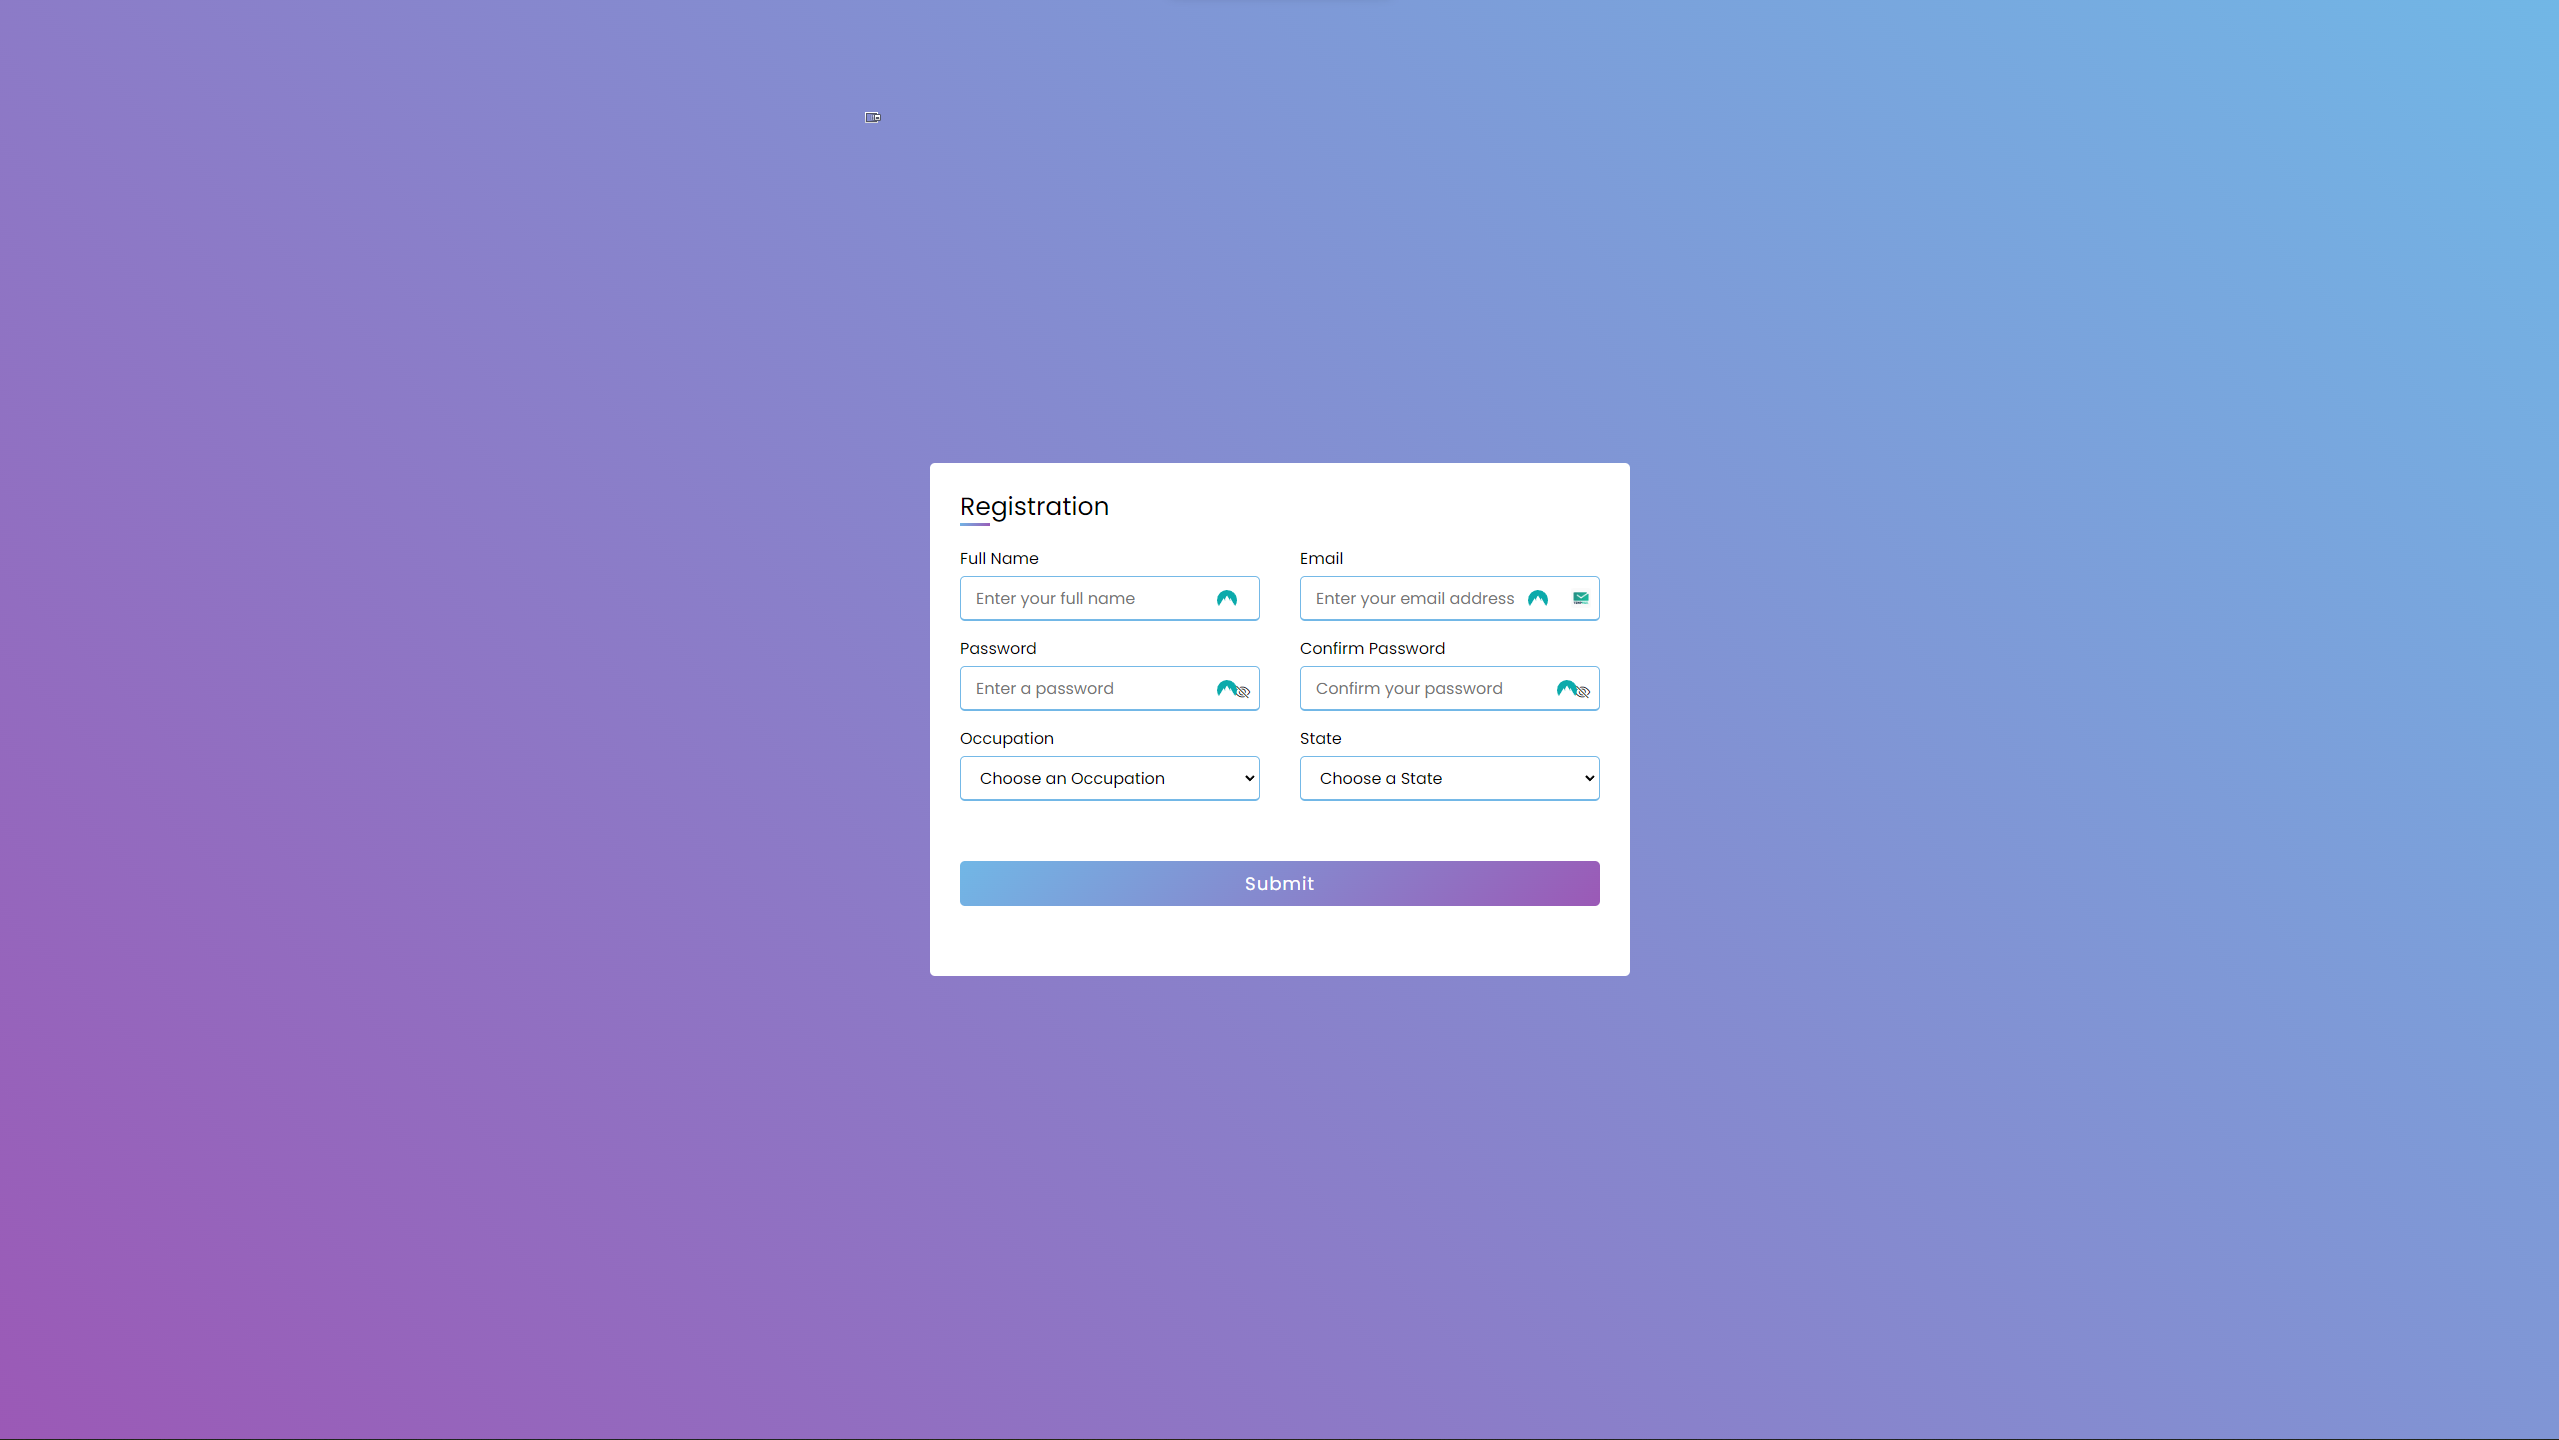 Registration
Full Name
Email
Enter your full name
Enter your email address
Password
Confirm Password
Enter a password
Confirm your password
Occupation
State
Choose an Occupation
Choose a State
Submit